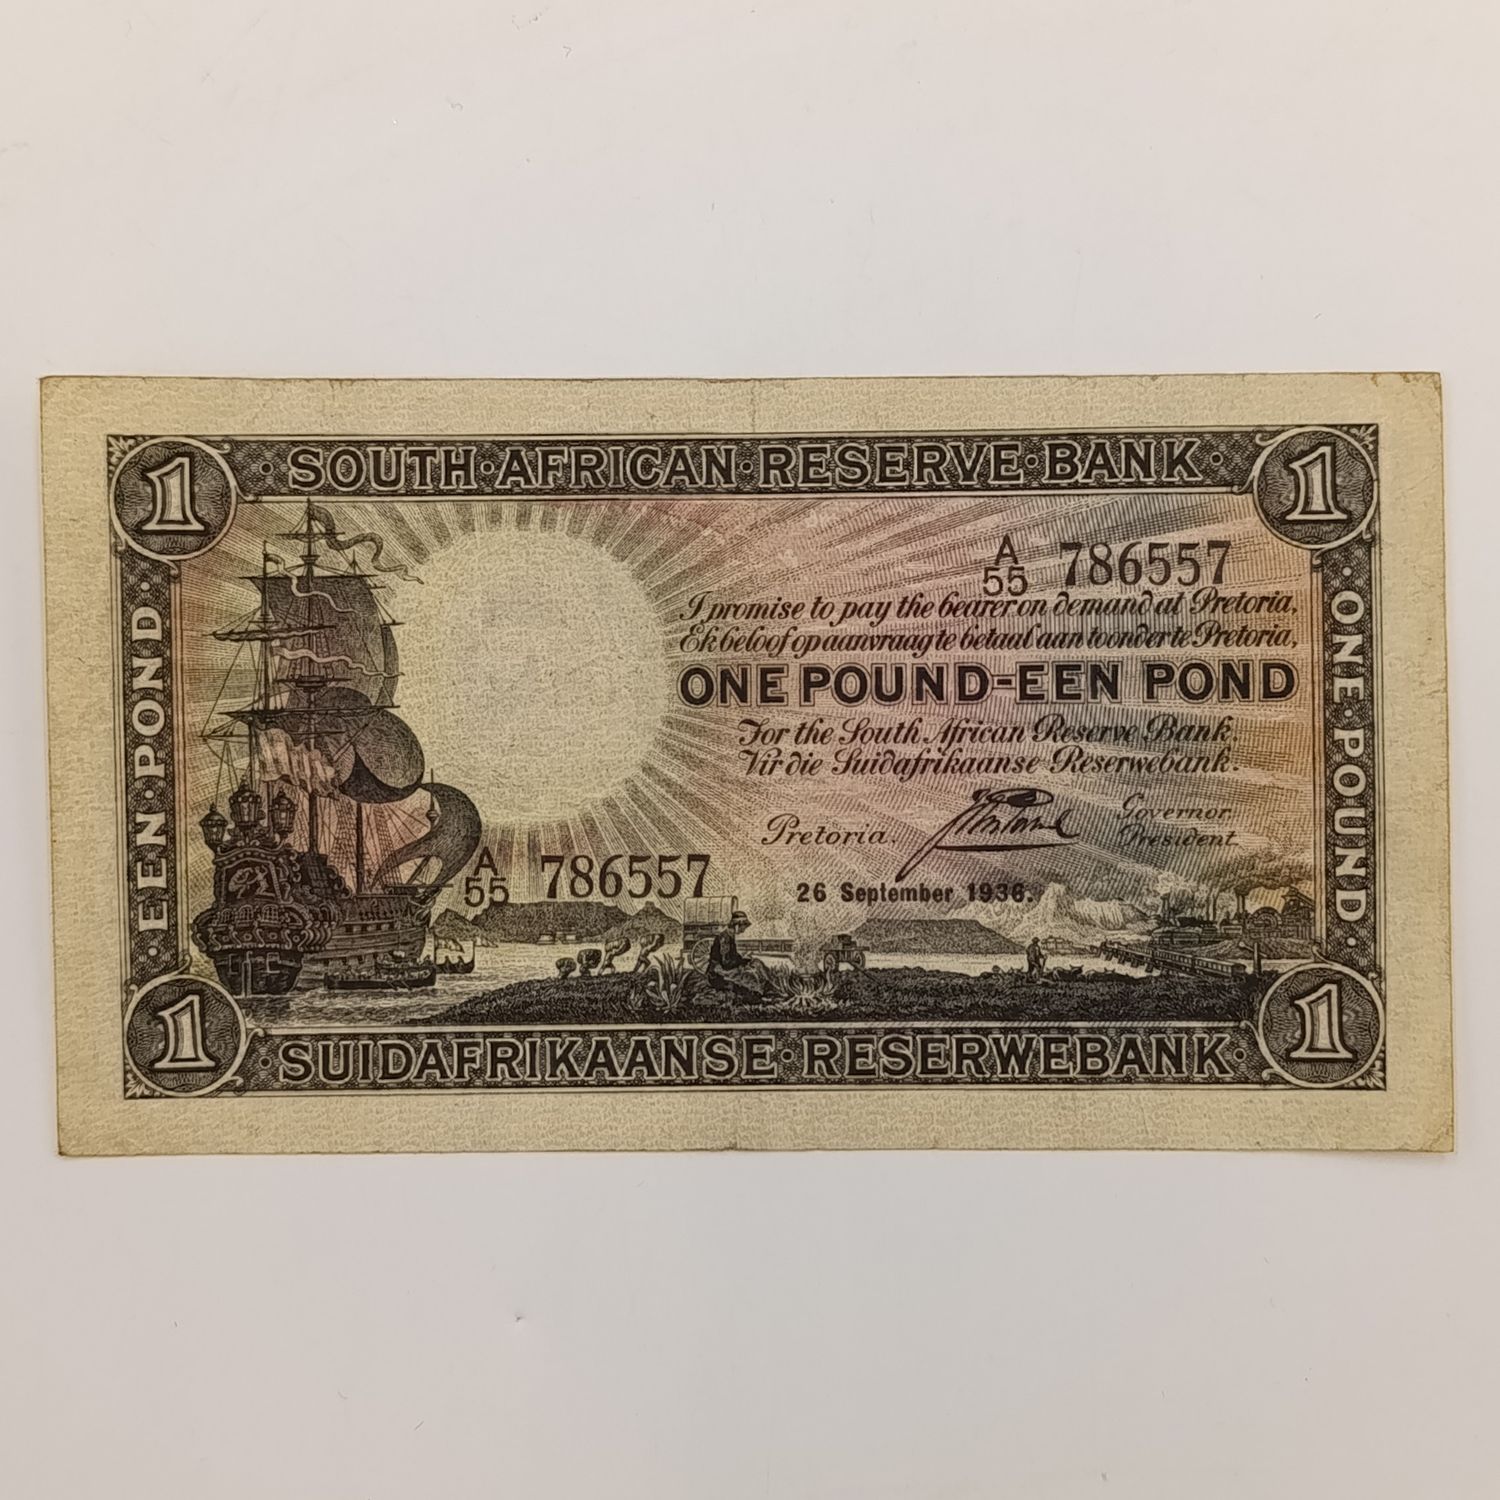 1 SOUTH AFRICAN RESERVE BANK 1
A/55 786557
I promise to pay the bearer on demand at Pretoria,
Ek beloof op aanvraag te betaal aan toonder te Pretoria,
ONE POUND-EEN POND
For the South African Reserve Bank.
Vir die Suidafrikaanse Reserwebank.
Governor.
Pretoria.
President.
A/55 786557
26 September 1936.
EEN POND
ONE POUND
1 SUIDAFRIKAANSE RESERWEBANK 1